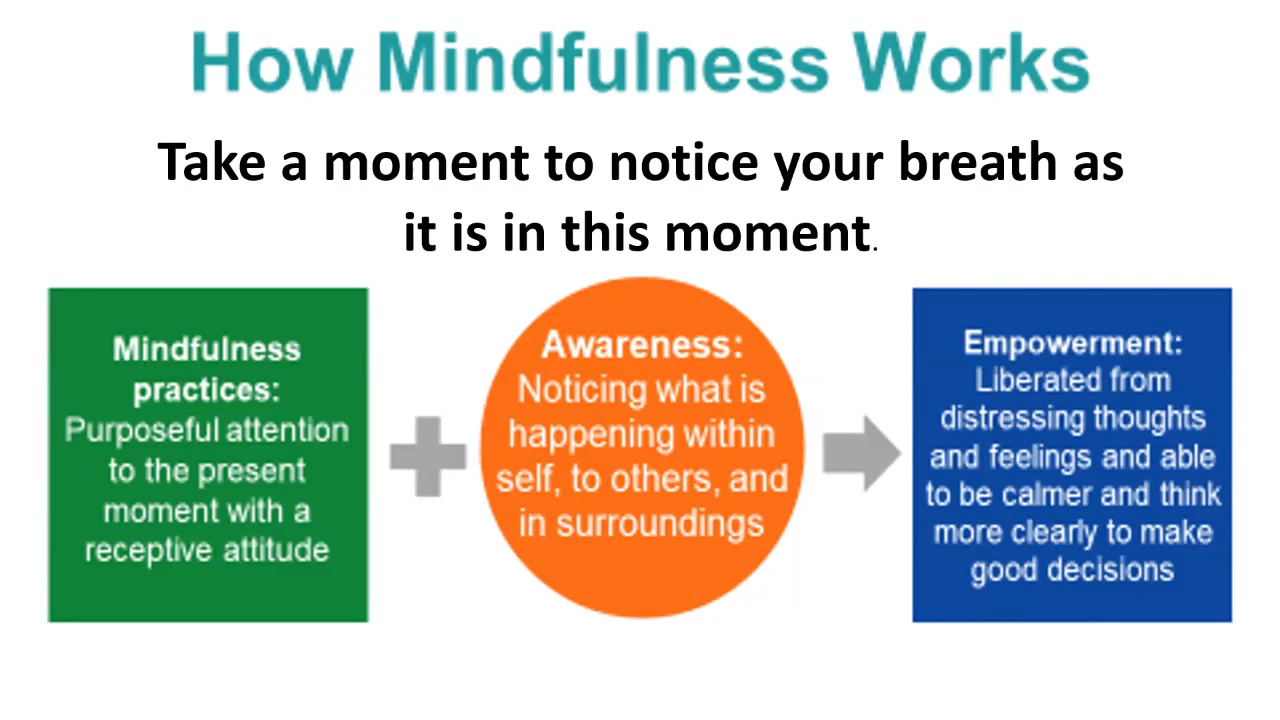 How Mindfulness Works
Take a moment to notice your breath as
it is in this moment.
Mindfulness
practices:
Purposeful attention
to the present
moment with a
receptive attitude
Awareness:
Noticing what is
happening within
self, to others, and
in surroundings
Empowerment:
Liberated from
distressing thoughts
and feelings and able
to be calmer and think
more clearly to make
good decisions